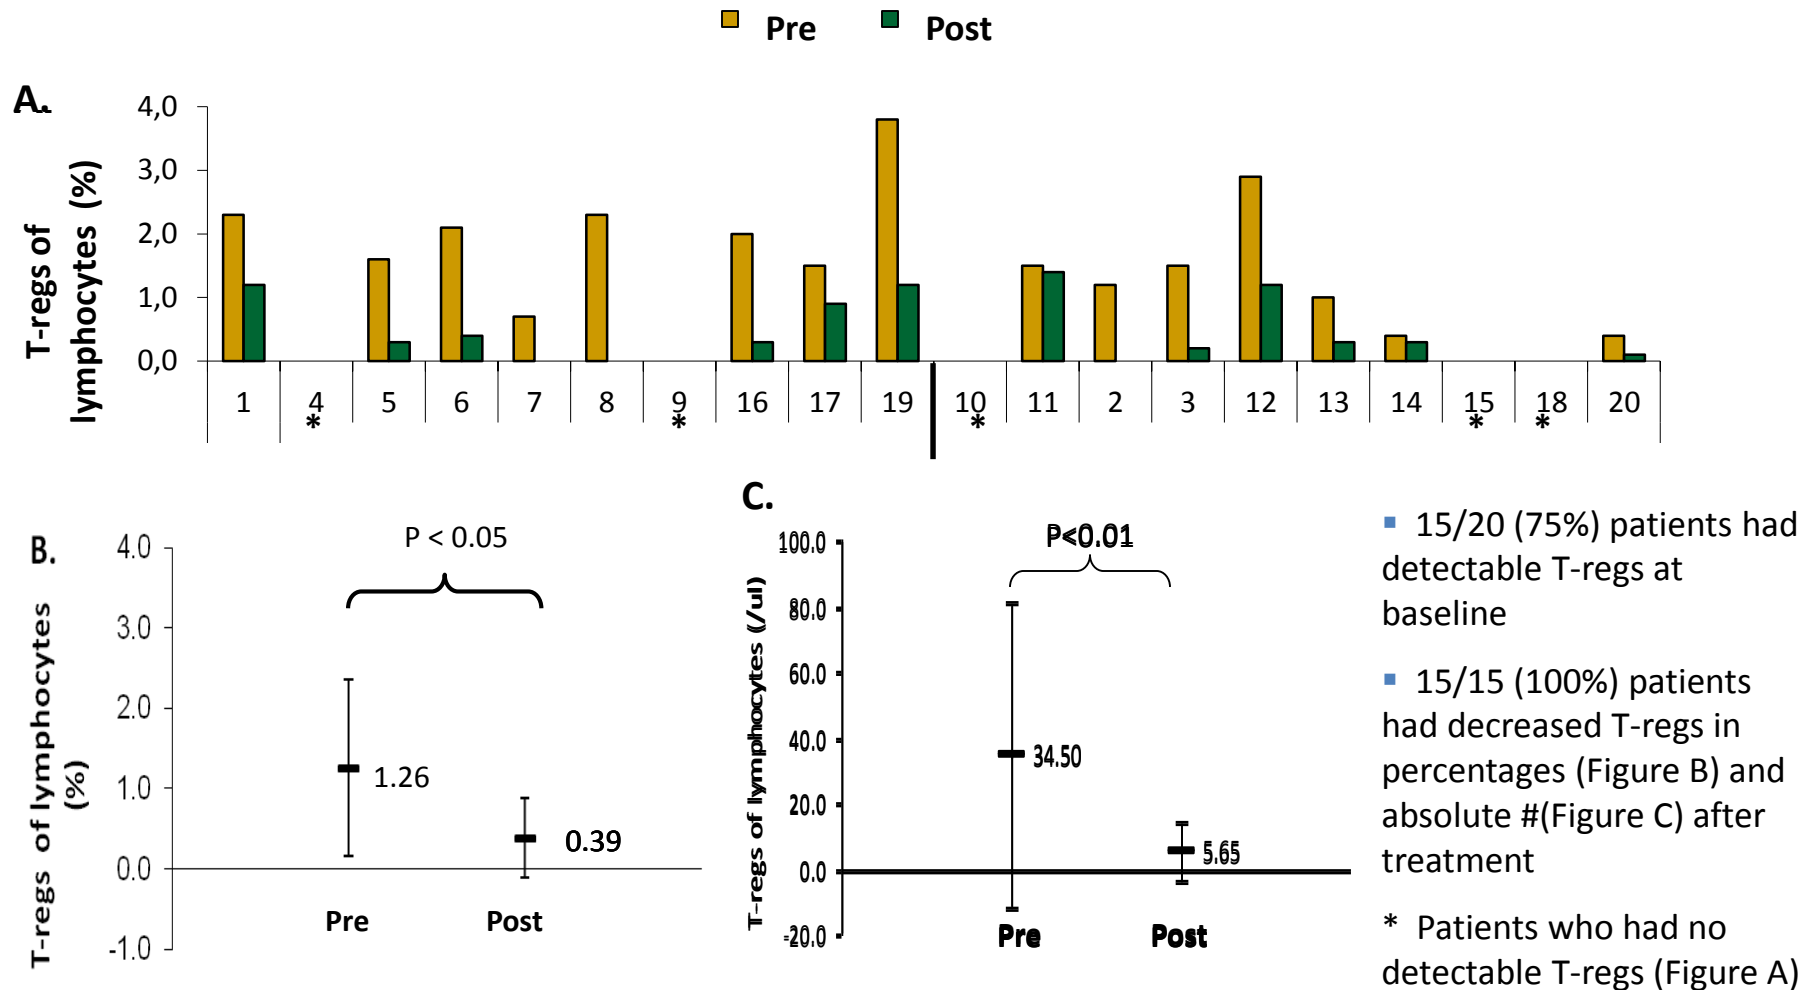 Pre Post
A.
4,0
3,0
2,0
1,0
0,0
T-regs of
lymphocytes (%)
1 4 5 6 7 8 9 16 17 19 10 11 2 3 12 13 14 15 18 20
* * * * *
B.
P < 0.05
4.0
3.0
2.0
1.0
0.0
-1.0
T-regs of lymphocytes
(%)
1.26
0.39
Pre Post
C.
P<0.01
100.0
80.0
60.0
40.0
20.0
0.0
-20.0
T-regs of lymphocytes (/ul)
34.50
5.65
Pre Post
▪ 15/20 (75%) patients had
detectable T-regs at
baseline
▪ 15/15 (100%) patients
had decreased T-regs in
percentages (Figure B) and
absolute #(Figure C) after
treatment
* Patients who had no
detectable T-regs (Figure A)